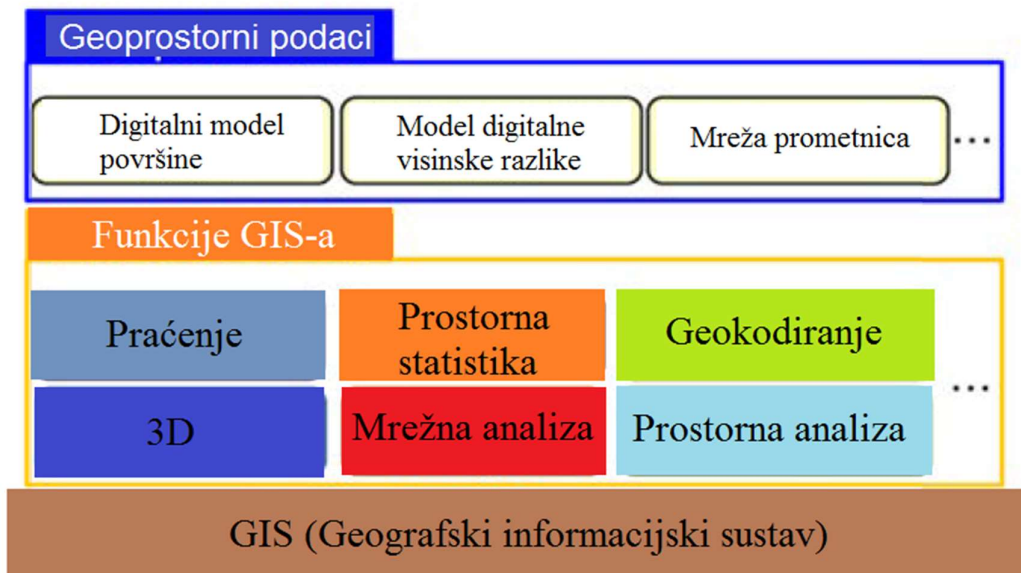 Geoprostorni podaci
Digitalni model
površine
Model digitalne
visinske razlike
Mreža prometnica
...
Funkcije GIS-a
Praćenje
Prostorna
statistika
Geokodiranje
...
3D
Mrežna analiza
Prostorna analiza
GIS (Geografski informacijski sustav)